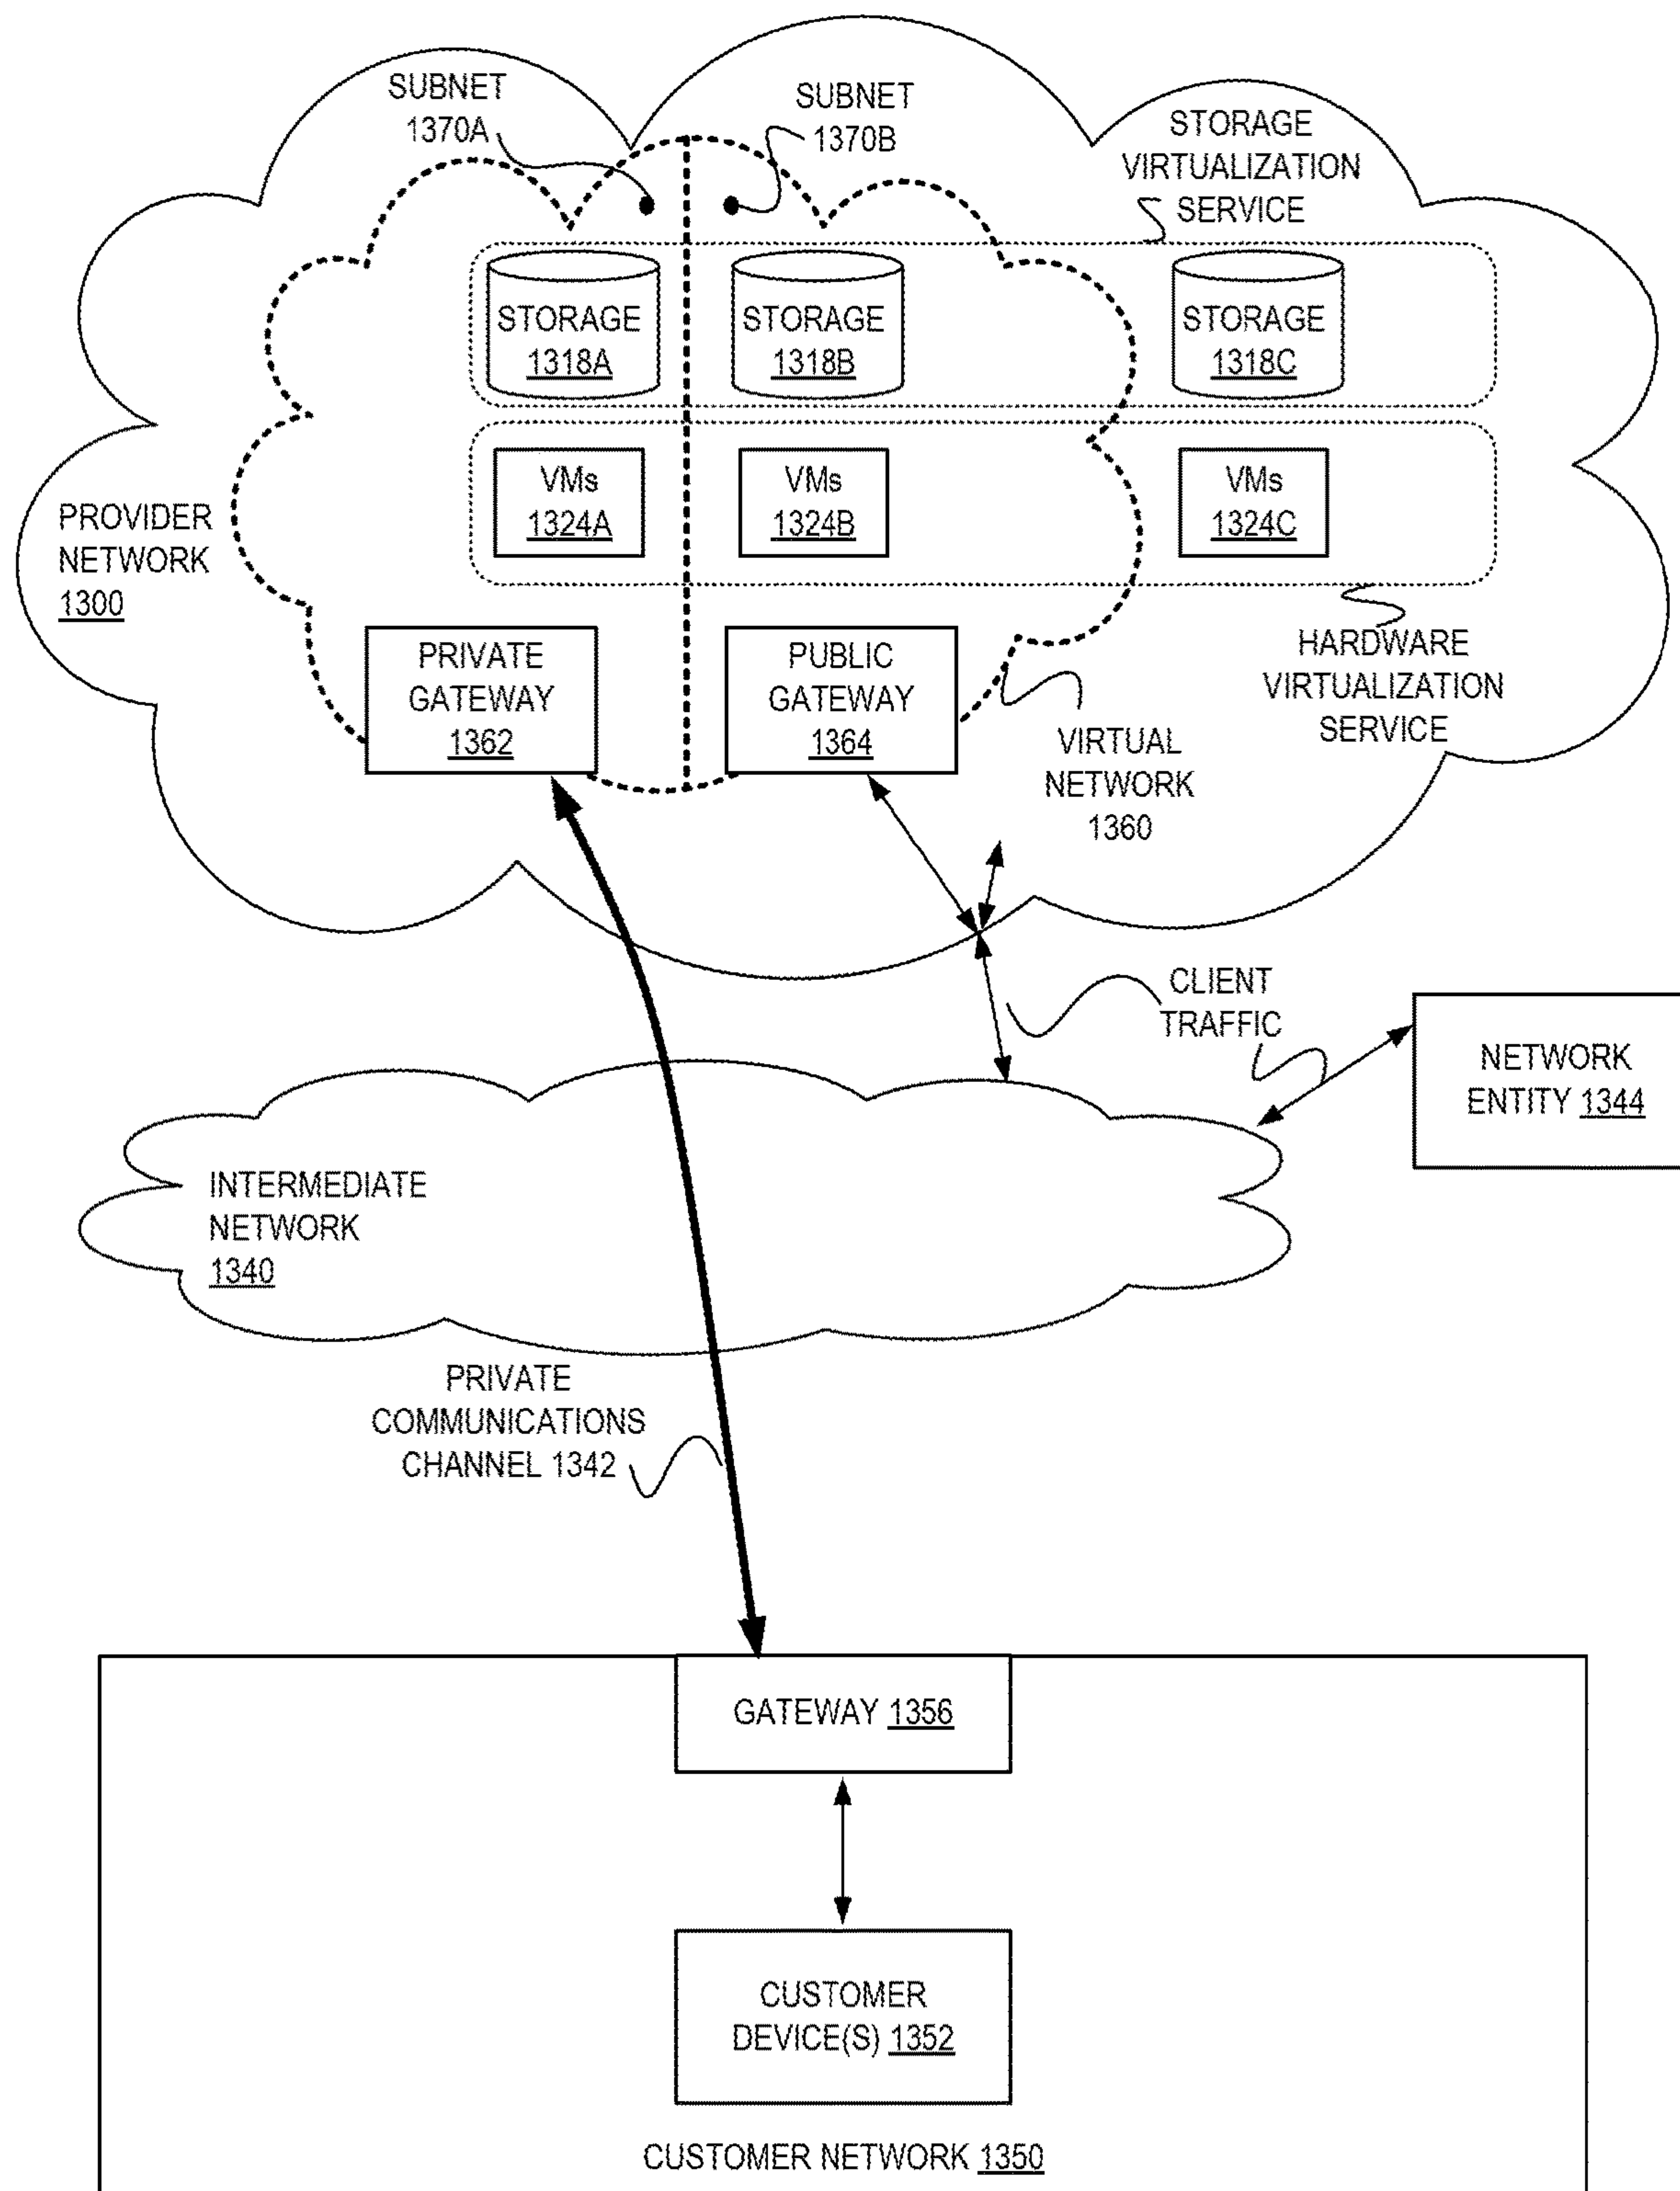 SUBNET
1370A
SUBNET
1370B
STORAGE
VIRTUALIZATION
SERVICE
STORAGE
1318A
STORAGE
1318B
STORAGE
1318C
VMs
1324A
VMs
1324B
VMs
1324C
PROVIDER
NETWORK
1300
PRIVATE
GATEWAY
1362
PUBLIC
GATEWAY
1364
HARDWARE
VIRTUALIZATION
SERVICE
VIRTUAL
NETWORK
1360
CLIENT
TRAFFIC
NETWORK
ENTITY 1344
INTERMEDIATE
NETWORK
1340
PRIVATE
COMMUNICATIONS
CHANNEL 1342
GATEWAY 1356
CUSTOMER
DEVICE(S) 1352
CUSTOMER NETWORK 1350